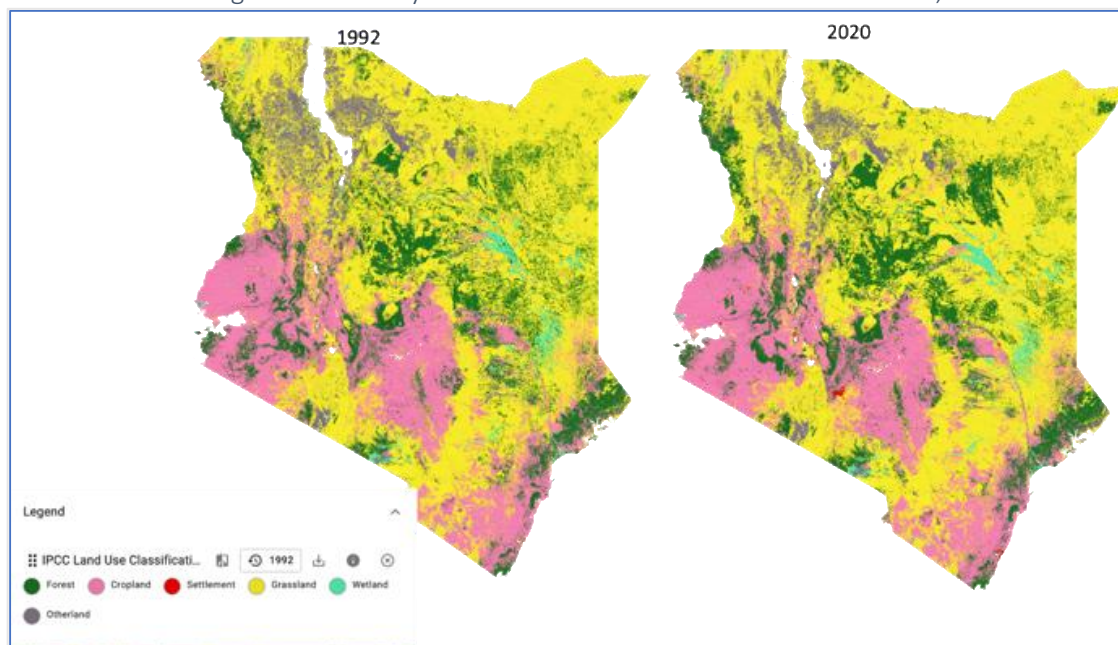 1992
2020
Legend
IPCC Land Use Classificati... 1992
Forest Cropland Settlement Grassland Wetland
Otherland